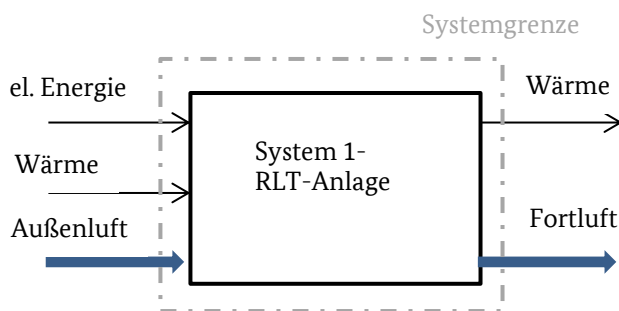 Systemgrenze
el. Energie
Wärme
Wärme
System 1-
RLT-Anlage
Außenluft
Fortluft